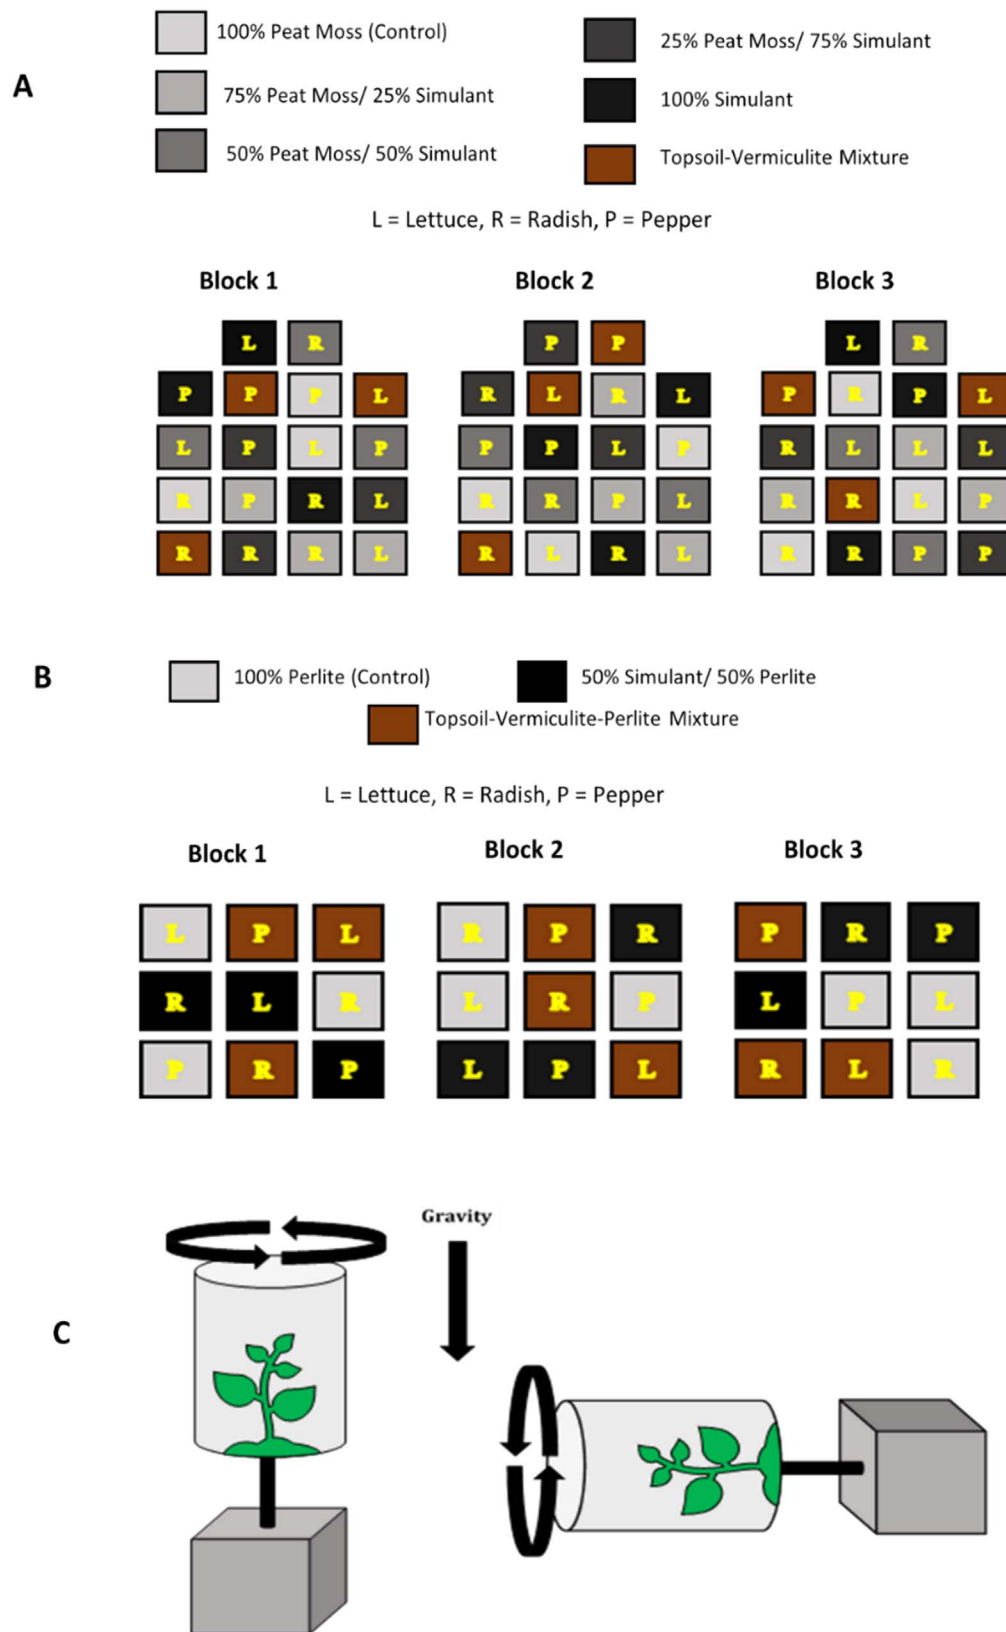 100% Peat Moss (Control)
25% Peat Moss/ 75% Simulant
A
75% Peat Moss/ 25% Simulant
100% Simulant
50% Peat Moss/ 50% Simulant
Topsoil-Vermiculite Mixture
L = Lettuce, R = Radish, P = Pepper
Block 1 Block 2 Block 3
L R P P L R
P P P L R L R L P R P L
L P L P P P L P R L L L
R P R L R R P L R R L P
R R R L R L R L R R P P
B
100% Perlite (Control)
50% Simulant/ 50% Perlite
Topsoil-Vermiculite-Perlite Mixture
L = Lettuce, R = Radish, P = Pepper
Block 1 Block 2 Block 3
L P L R P R P R P
R L R L R P L P L
P R P L P L R L R
Gravity
C